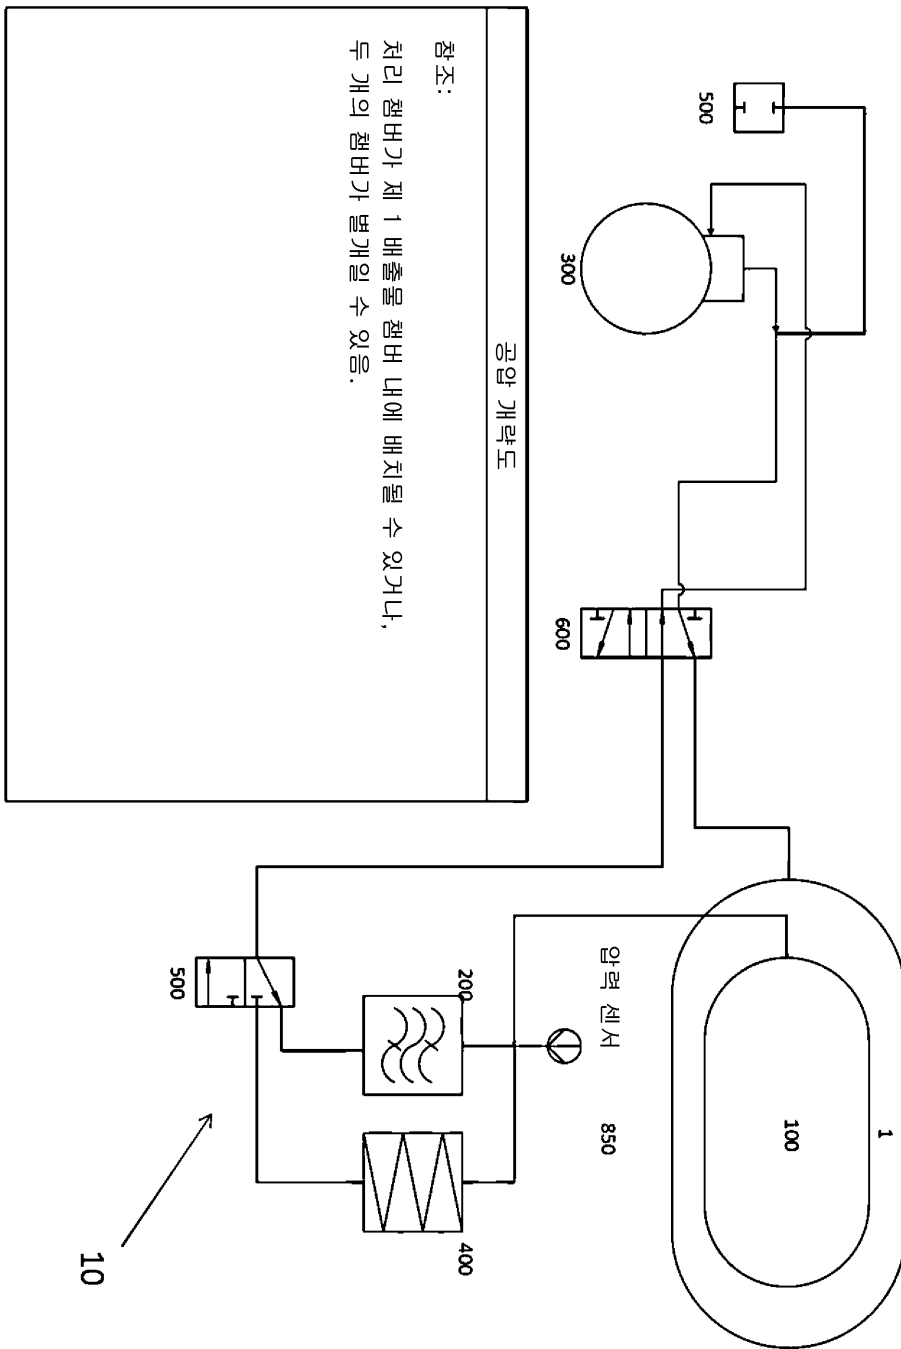 500
300
600
1
100
압력 센서
850
200
500
400
10
공압 개략도
참조:
처리 챔버가 제 1 배출물 챔버 내에 배치될 수 있거나,
두 개의 챔버가 별개일 수 있음.